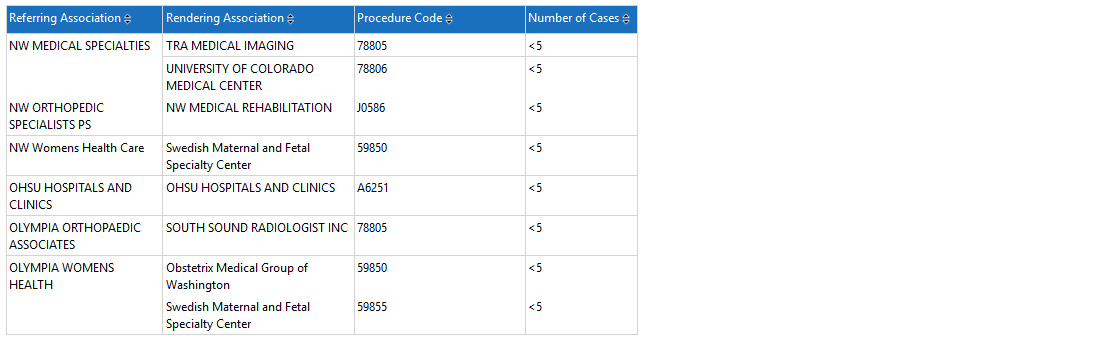 Referring Association Rendering Association Procedure Code Number of Cases
NW MEDICAL SPECIALTIES TRA MEDICAL IMAGING 78805 <5
UNIVERSITY OF COLORADO 78806 <5
MEDICAL CENTER
NW ORTHOPEDIC NW MEDICAL REHABILITATION J0586 <5
SPECIALISTS PS
NW Womens Health Care Swedish Maternal and Fetal 59850 <5
Specialty Center
OHSU HOSPITALS AND OHSU HOSPITALS AND CLINICS A6251 <5
CLINICS
OLYMPIA ORTHOPAEDIC SOUTH SOUND RADIOLOGIST INC 78805 <5
ASSOCIATES
OLYMPIA WOMENS Obstetrix Medical Group of 59850 <5
HEALTH Washington
Swedish Maternal and Fetal 59855 <5
Specialty Center